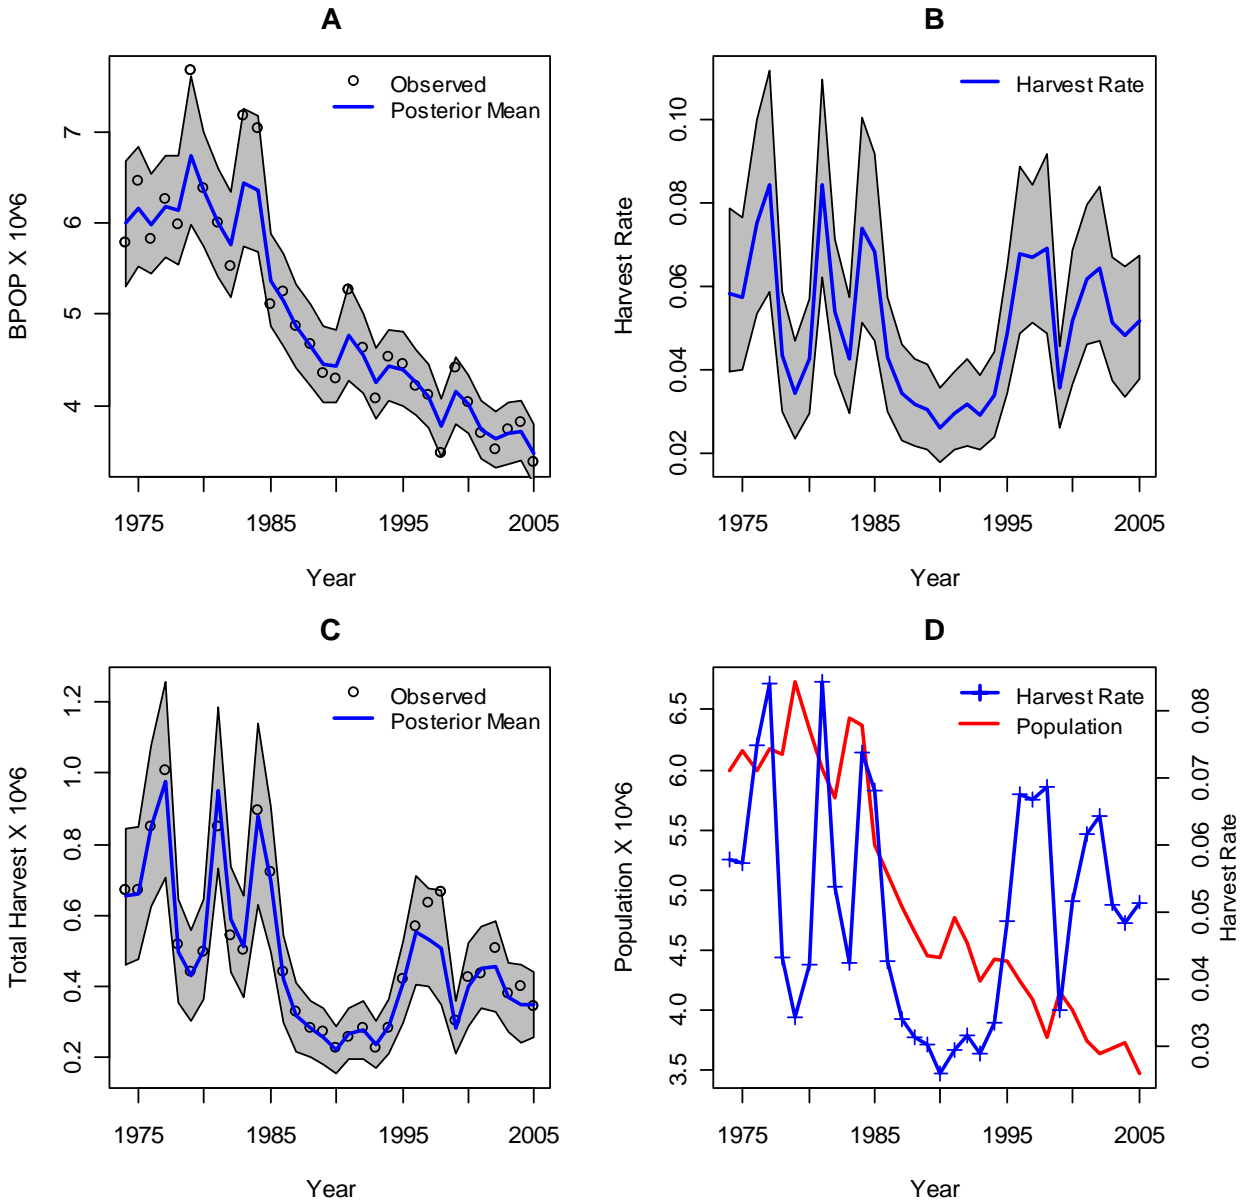 A
Observed
Posterior Mean
7
6
5
4
BPOP X 10^6
1975
1985
1995
2005
Year
B
Harvest Rate
0.10
0.08
0.06
0.04
0.02
Harvest Rate
1975
1985
1995
2005
Year
C
Observed
Posterior Mean
1.2
1.0
0.8
0.6
0.4
0.2
Total Harvest X 10^6
1975
1985
1995
2005
Year
D
Harvest Rate
Population
6.5
6.0
5.5
5.0
4.5
4.0
3.5
Population X 10^6
0.08
0.07
0.06
0.05
0.04
0.03
Harvest Rate
1975
1985
1995
2005
Year